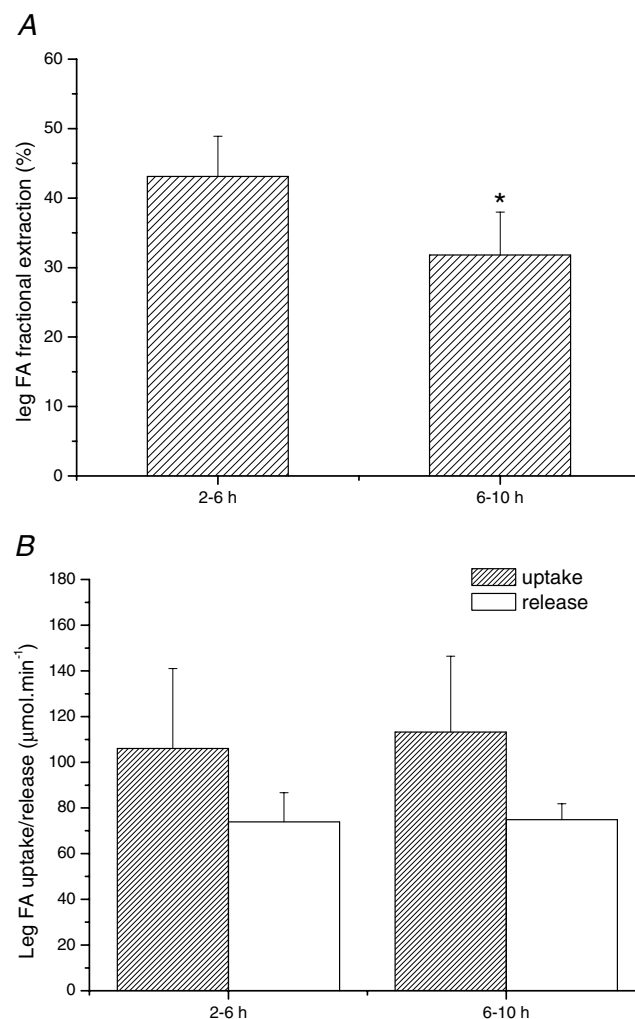 A
60
50
40
30
20
10
0
leg FA fractional extraction (%)
*
2-6 h
6-10 h
B
180
160
140
120
100
80
60
40
20
0
Leg FA uptake/release (μmol.min⁻¹)
uptake
release
2-6 h
6-10 h